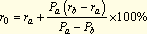 r₀ = rₐ + Pₐ(r_b − rₐ) / (Pₐ − P_b) × 100%